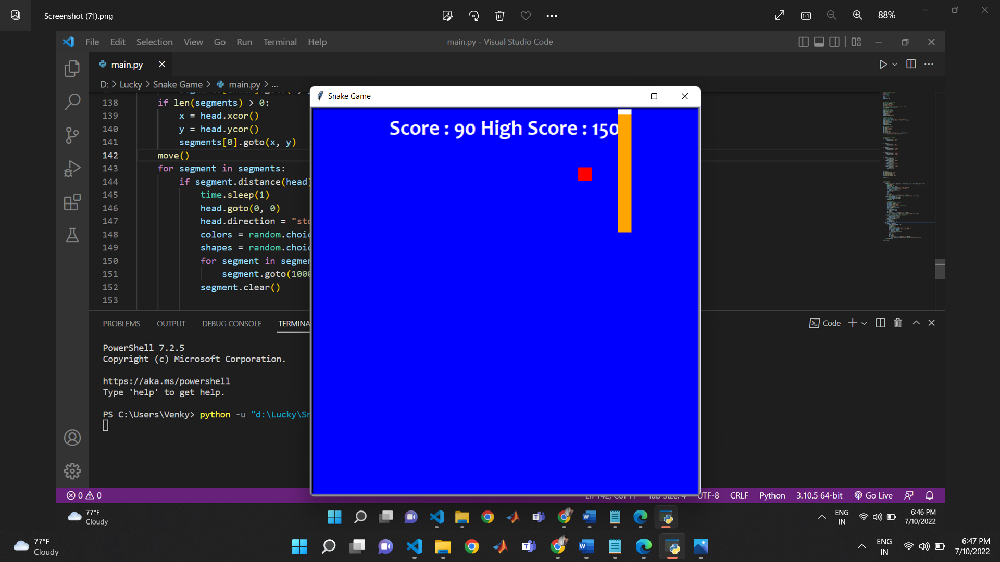 Screenshot (71).png
88%
File Edit Selection View Go Run Terminal Help
main.py - Visual Studio Code
main.py
D: > Lucky > Snake Game > main.py > ...
Snake Game
Score : 90 High Score : 150
138 if len(segments) > 0:
139 x = head.xcor()
140 y = head.ycor()
141 segments[0].goto(x, y)
142 move()
143 for segment in segments:
144 if segment.distance(head)
145 time.sleep(1)
146 head.goto(0, 0)
147 head.direction = "sto
148 colors = random.choic
149 shapes = random.choic
150 for segment in segmen
151 segment.goto(1000
152 segment.clear()
153
PROBLEMS OUTPUT DEBUG CONSOLE TERMINA
Code
PowerShell 7.2.5
Copyright (c) Microsoft Corporation.
https://aka.ms/powershell
Type 'help' to get help.
PS C:\Users\Venky> python -u "d:\Lucky\Sn
0 0
UTF-8 CRLF Python 3.10.5 64-bit Go Live
77°F
Cloudy
ENG
IN
6:46 PM
7/10/2022
77°F
Cloudy
ENG
IN
6:47 PM
7/10/2022